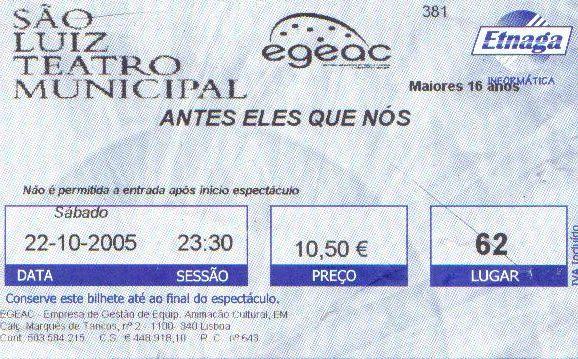 SÃO
LUIZ
TEATRO
MUNICIPAL
egeac
381
Etnaga
INFORMÁTICA
Maiores 16 anos
ANTES ELES QUE NÓS
Não é permitida a entrada após inicio espectáculo
Sábado
22-10-2005 23:30
DATA SESSÃO
10,50 €
PREÇO
62
LUGAR
IVA Incluído
Conserve este bilhete até ao final do espectáculo.
EGEAC - Empresa de Gestão de Equip. Animação Cultural, EM
Calç. Marquês de Tancos, nº 2 - 1100- 340 Lisboa
Cont. 503 584 215 C.S. € 448.918,10 R. C. nº 643